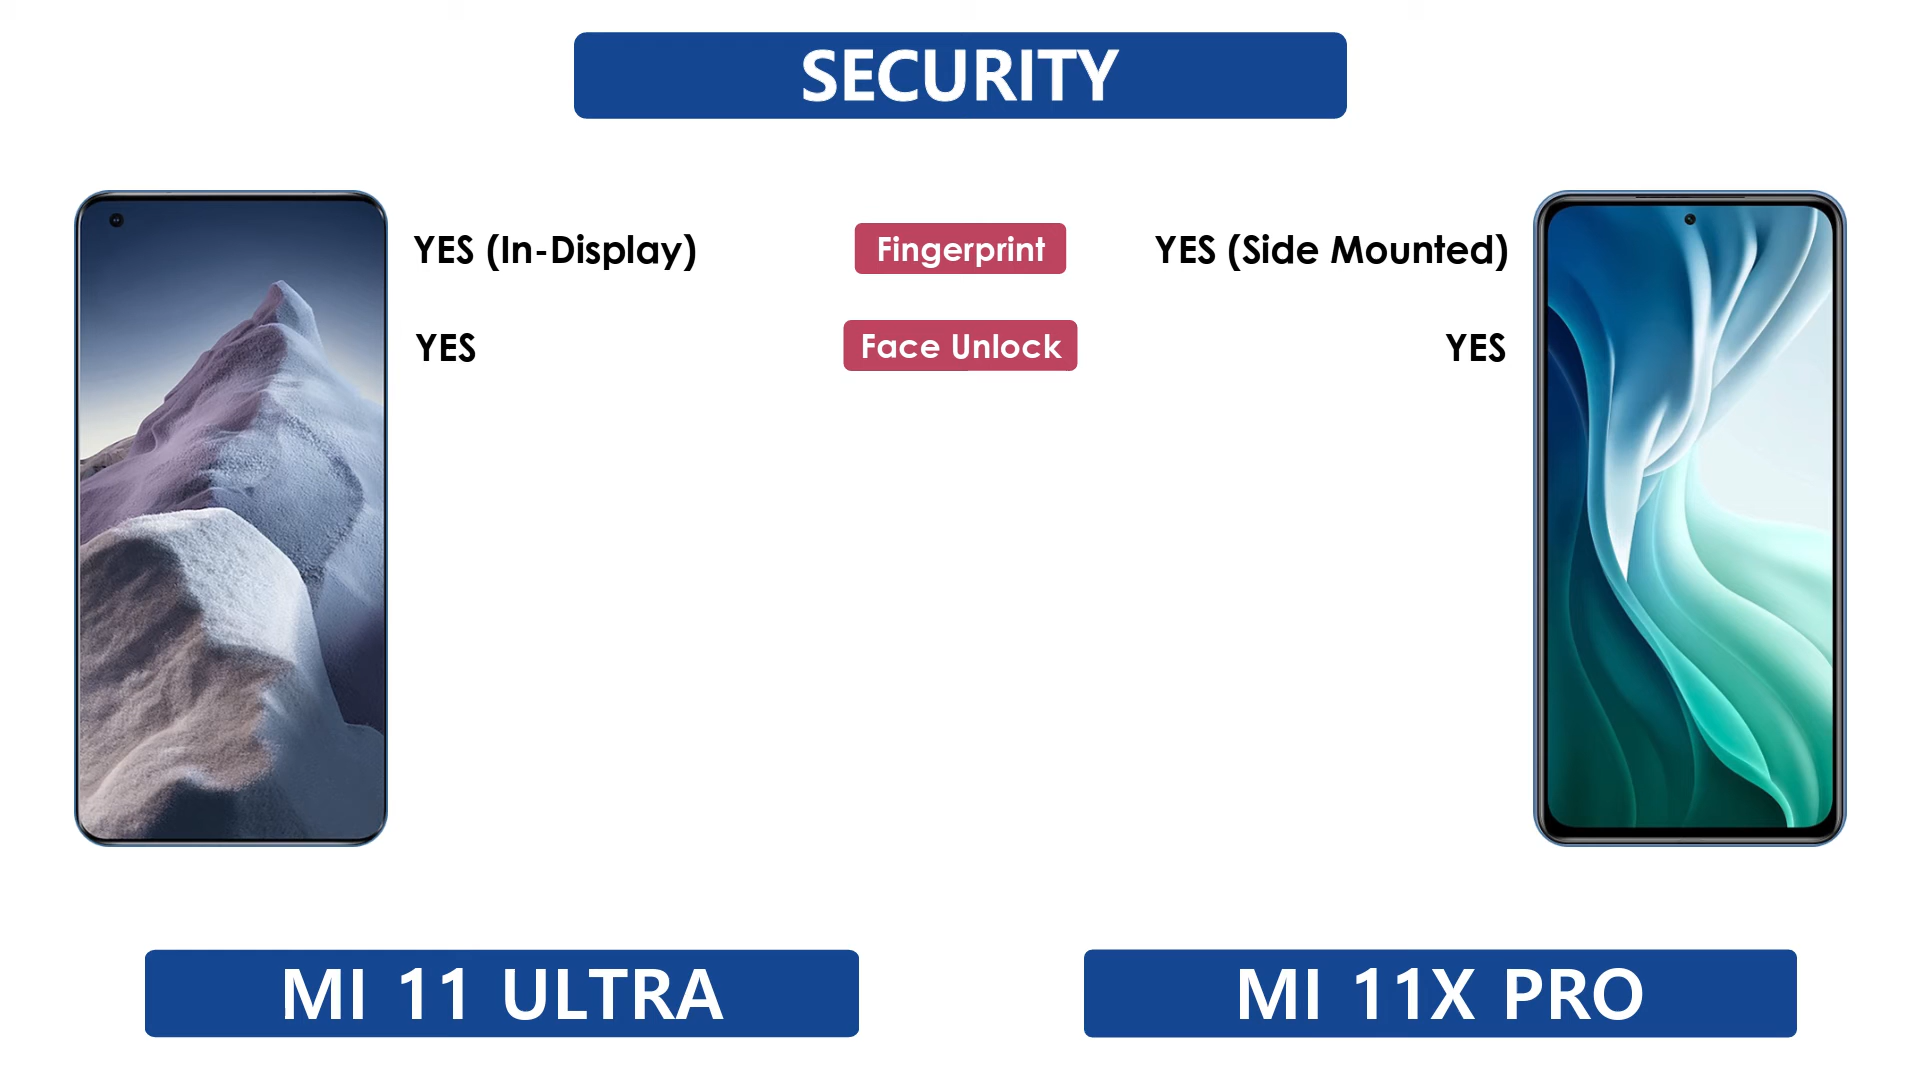 SECURITY
YES (In-Display) Fingerprint YES (Side Mounted)
YES Face Unlock YES
MI 11 ULTRA MI 11X PRO